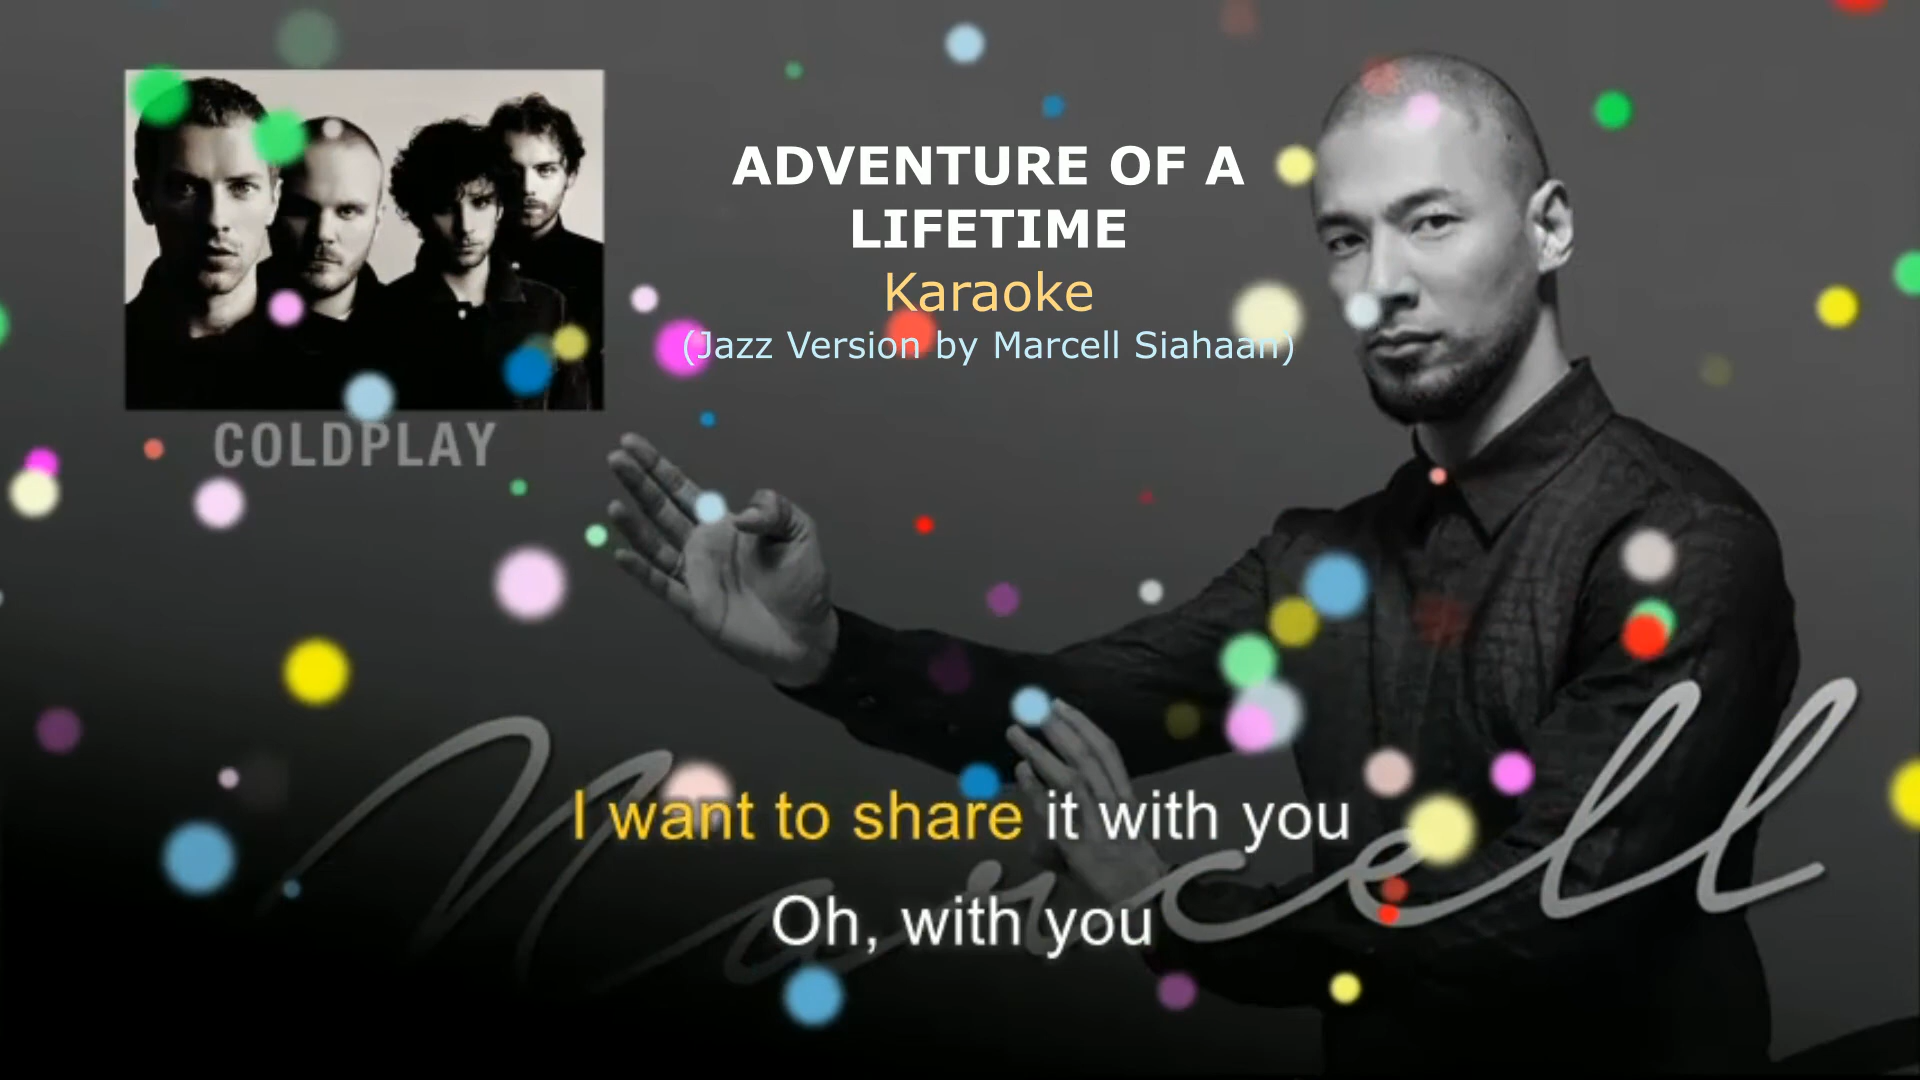 ADVENTURE OF A
LIFETIME
Karaoke
(Jazz Version by Marcell Siahaan)
COLDPLAY
Marcell
I want to share it with you
Oh, with you